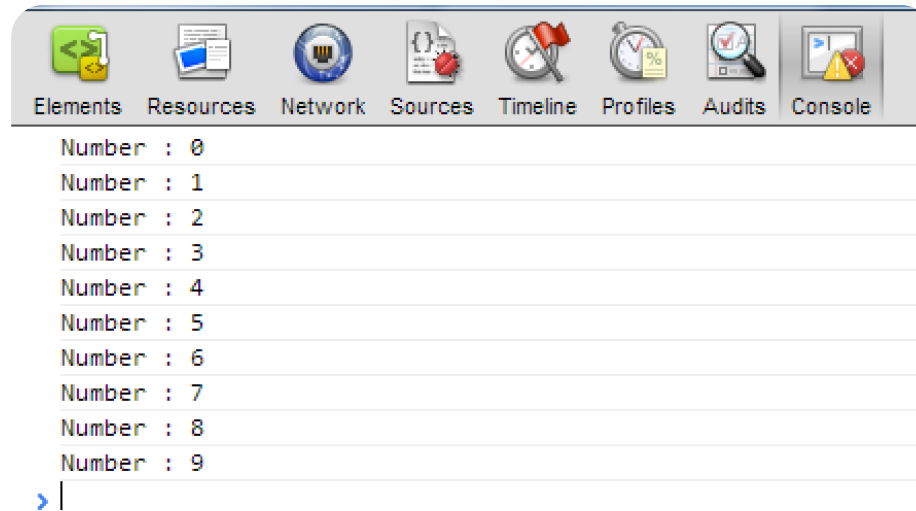 Elements Resources Network Sources Timeline Profiles Audits Console
Number : 0
Number : 1
Number : 2
Number : 3
Number : 4
Number : 5
Number : 6
Number : 7
Number : 8
Number : 9